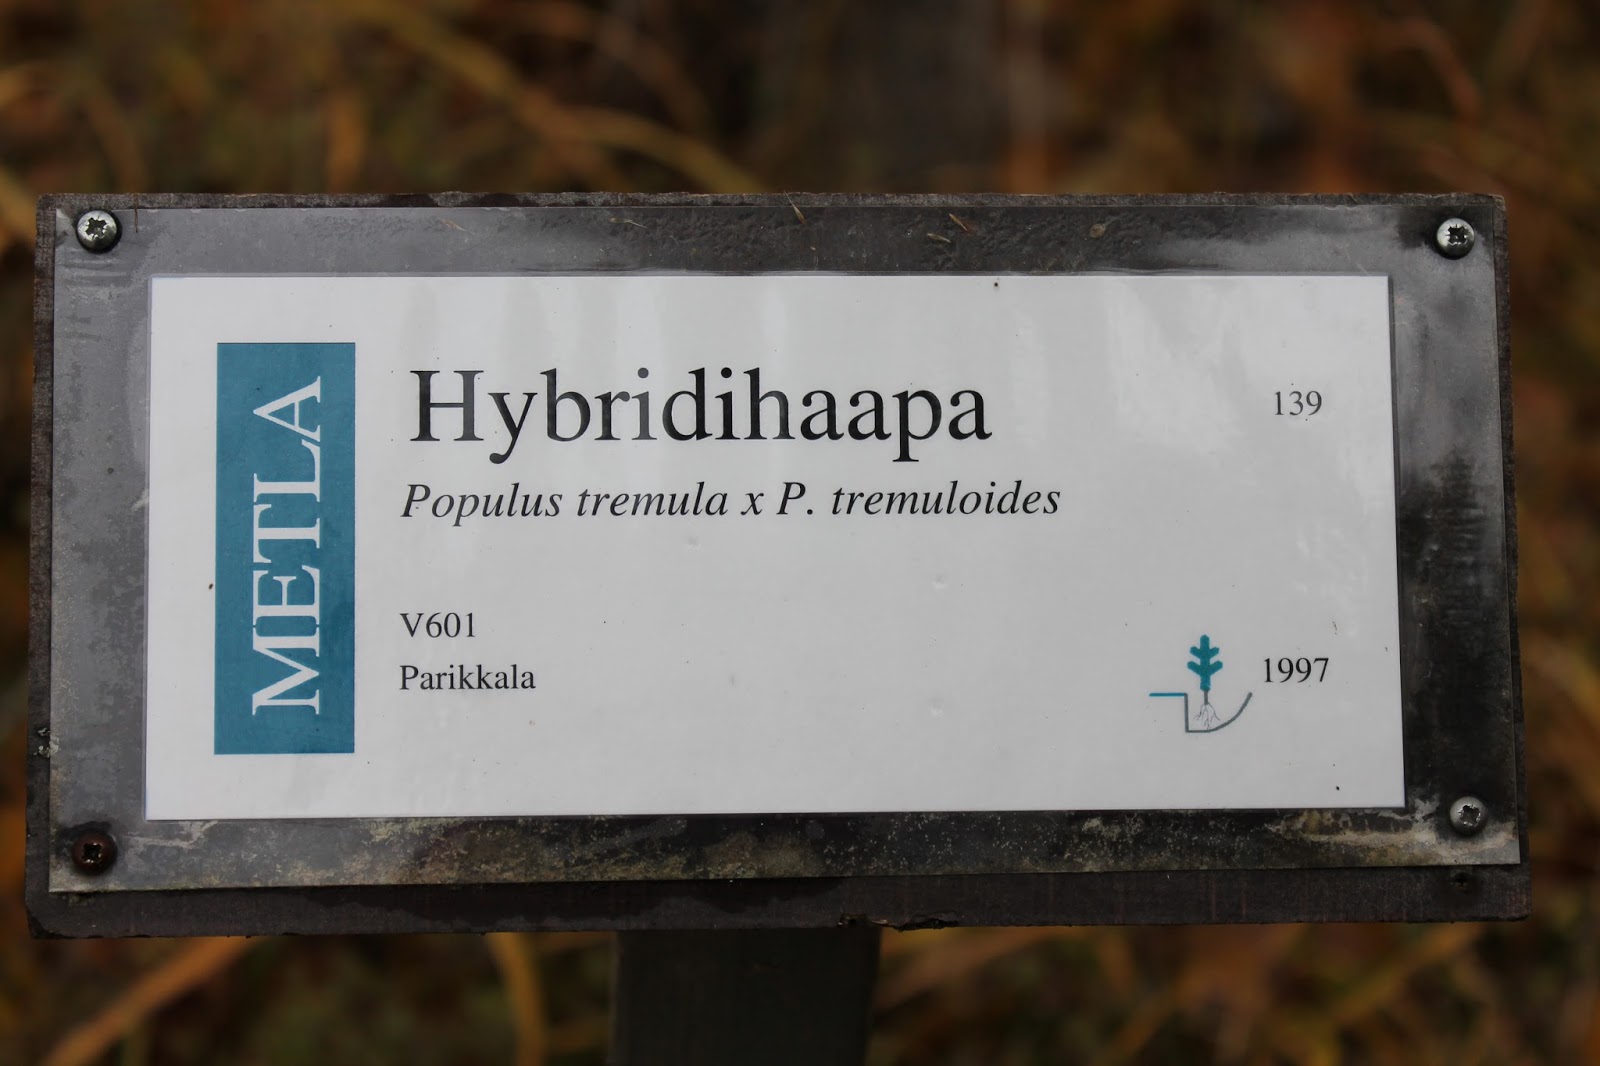 METLA
Hybridihaapa
139
Populus tremula x P. tremuloides
V601
Parikkala
1997